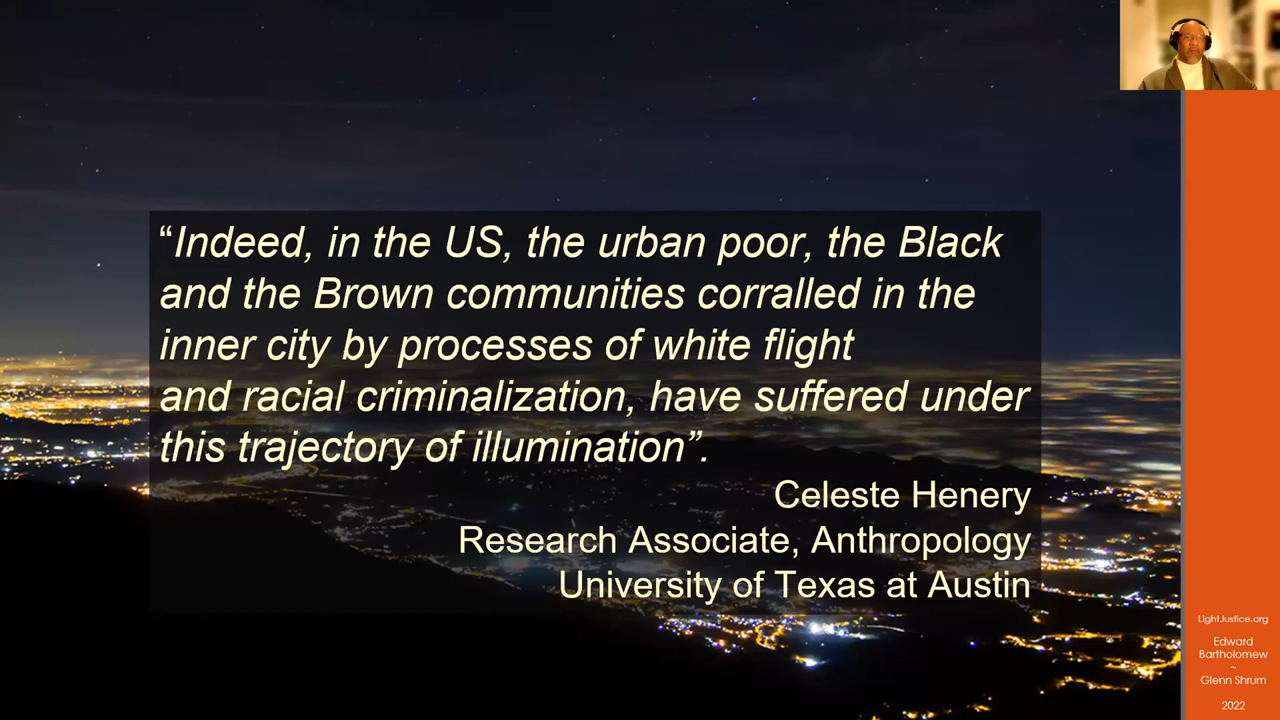 “Indeed, in the US, the urban poor, the Black
and the Brown communities corralled in the
inner city by processes of white flight
and racial criminalization, have suffered under
this trajectory of illumination”.
Celeste Henery
Research Associate, Anthropology
University of Texas at Austin
LightJustice.org
Edward
Bartholomew
~
Glenn Shrum
2022